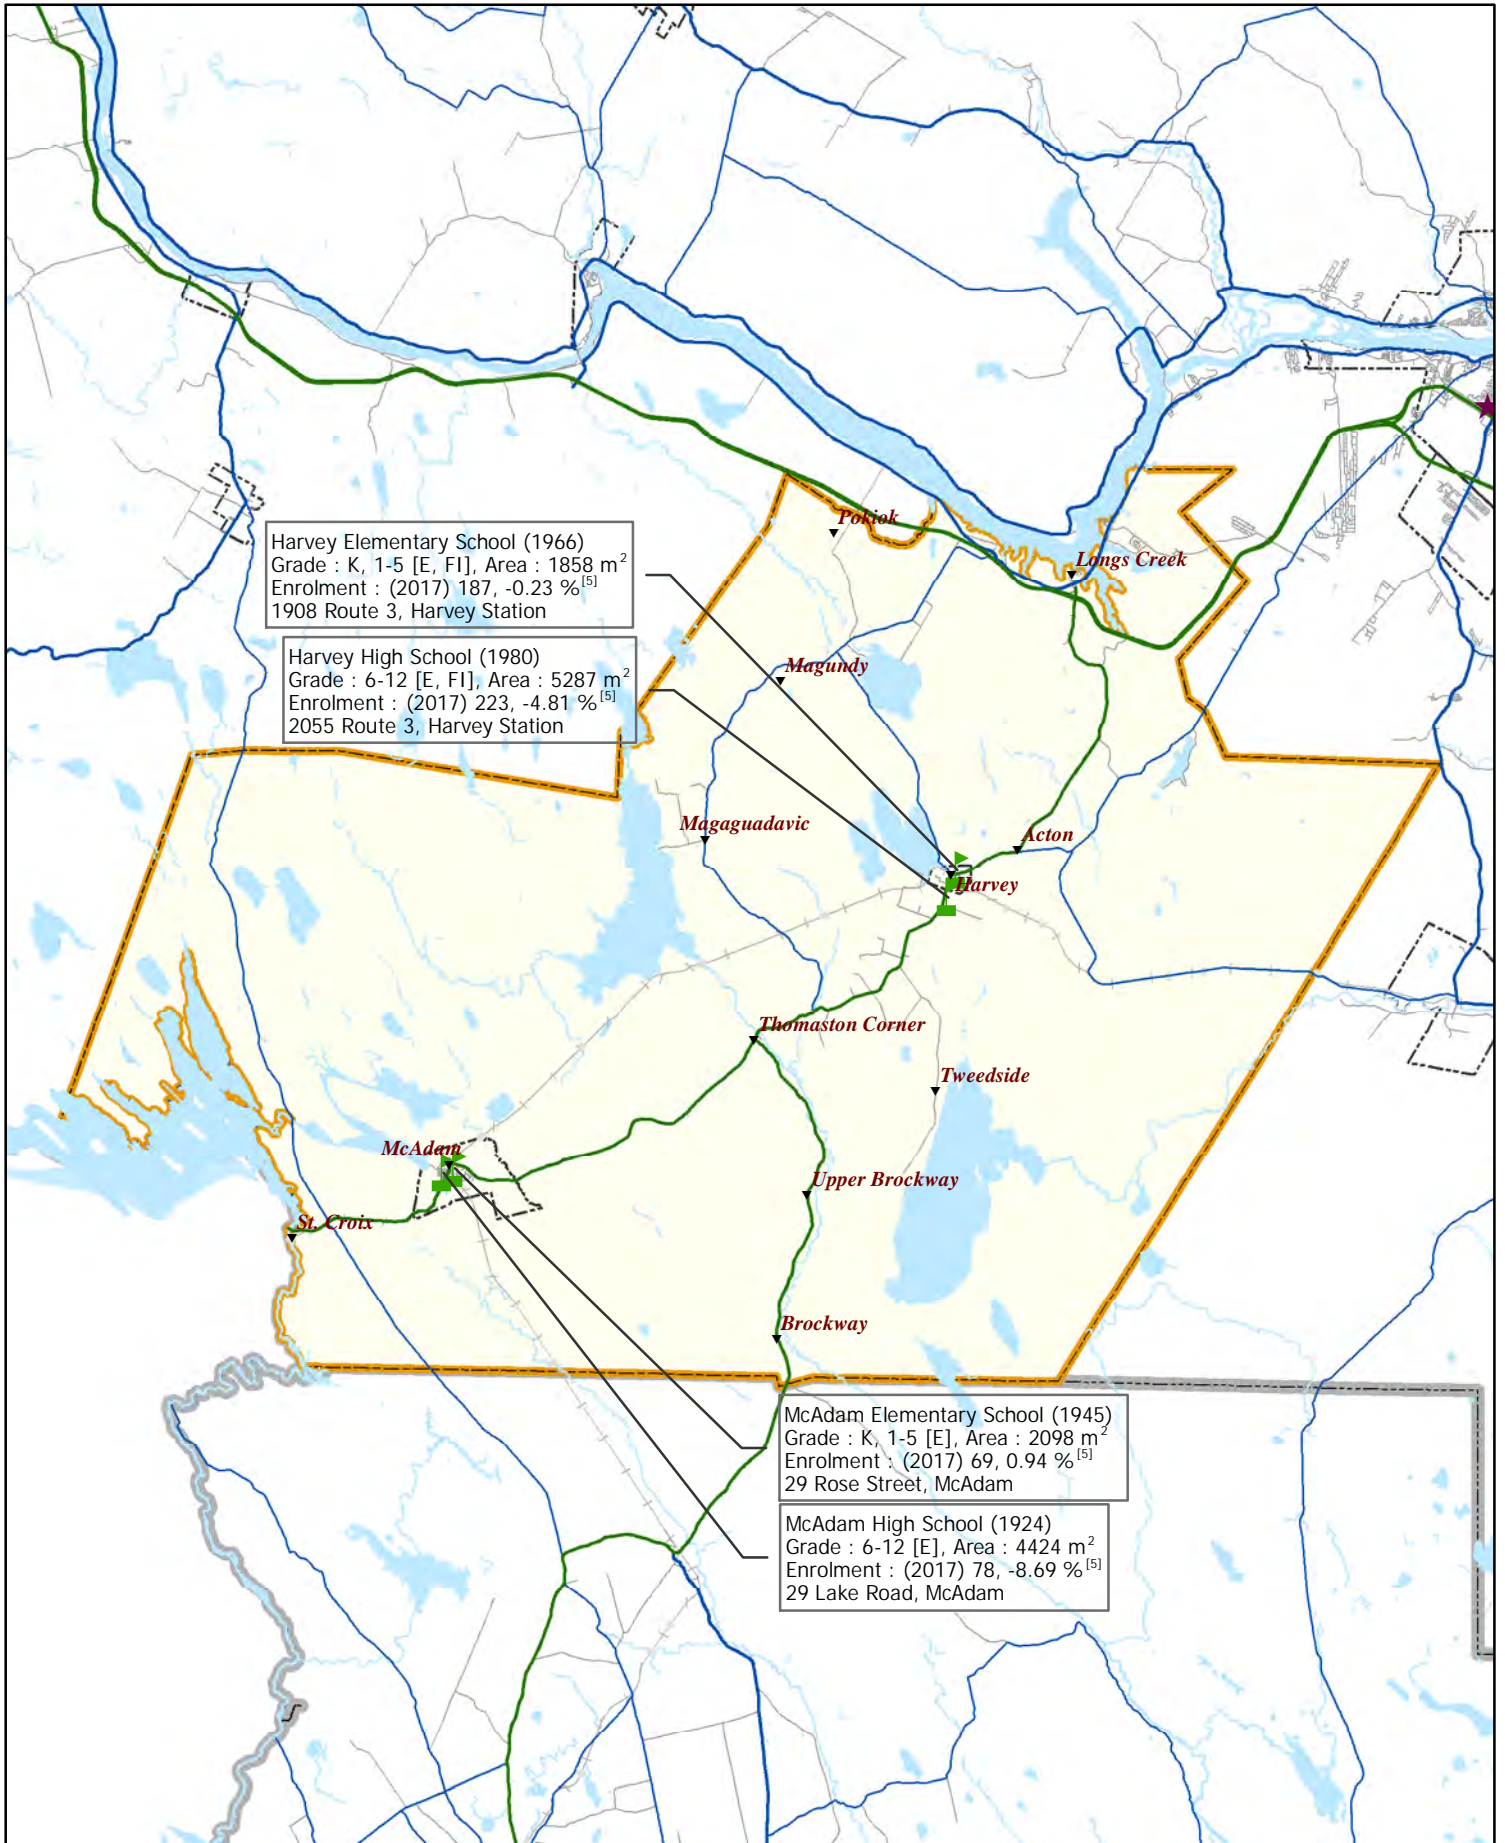 Pokiok
Harvey Elementary School (1966)
Grade : K, 1-5 [E, FI], Area : 1858 m²
Enrolment : (2017) 187, -0.23 % [5]
1908 Route 3, Harvey Station
Longs Creek
Harvey High School (1980)
Grade : 6-12 [E, FI], Area : 5287 m²
Enrolment : (2017) 223, -4.81 % [5]
2055 Route 3, Harvey Station
Magundy
Magaguadavic
Acton
Harvey
Thomaston Corner
Tweedside
McAdam
Upper Brockway
St. Croix
Brockway
McAdam Elementary School (1945)
Grade : K, 1-5 [E], Area : 2098 m²
Enrolment : (2017) 69, 0.94 % [5]
29 Rose Street, McAdam
McAdam High School (1924)
Grade : 6-12 [E], Area : 4424 m²
Enrolment : (2017) 78, -8.69 % [5]
29 Lake Road, McAdam